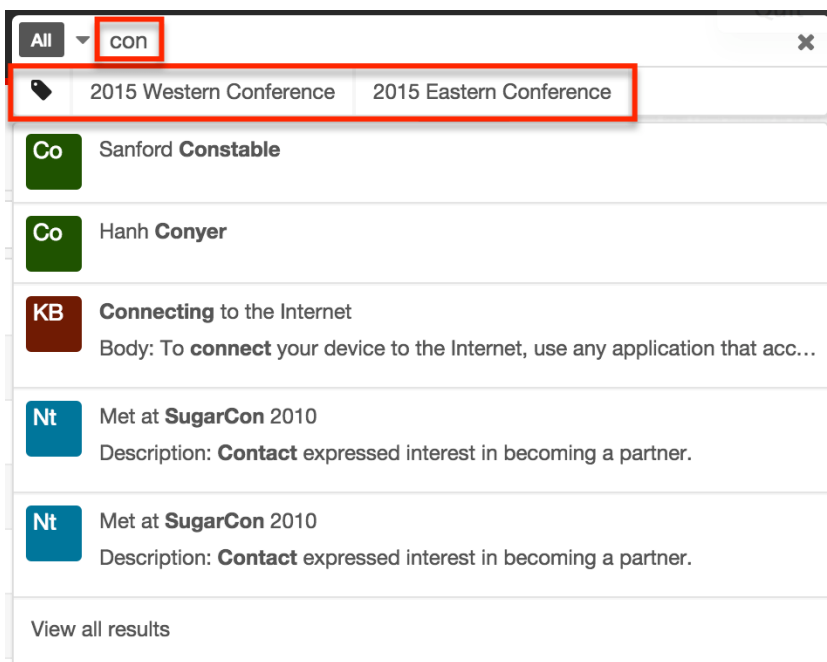 All con
2015 Western Conference 2015 Eastern Conference
Co Sanford Constable
Co Hanh Conyer
KB Connecting to the Internet
Body: To connect your device to the Internet, use any application that acc...
Nt Met at SugarCon 2010
Description: Contact expressed interest in becoming a partner.
Nt Met at SugarCon 2010
Description: Contact expressed interest in becoming a partner.
View all results